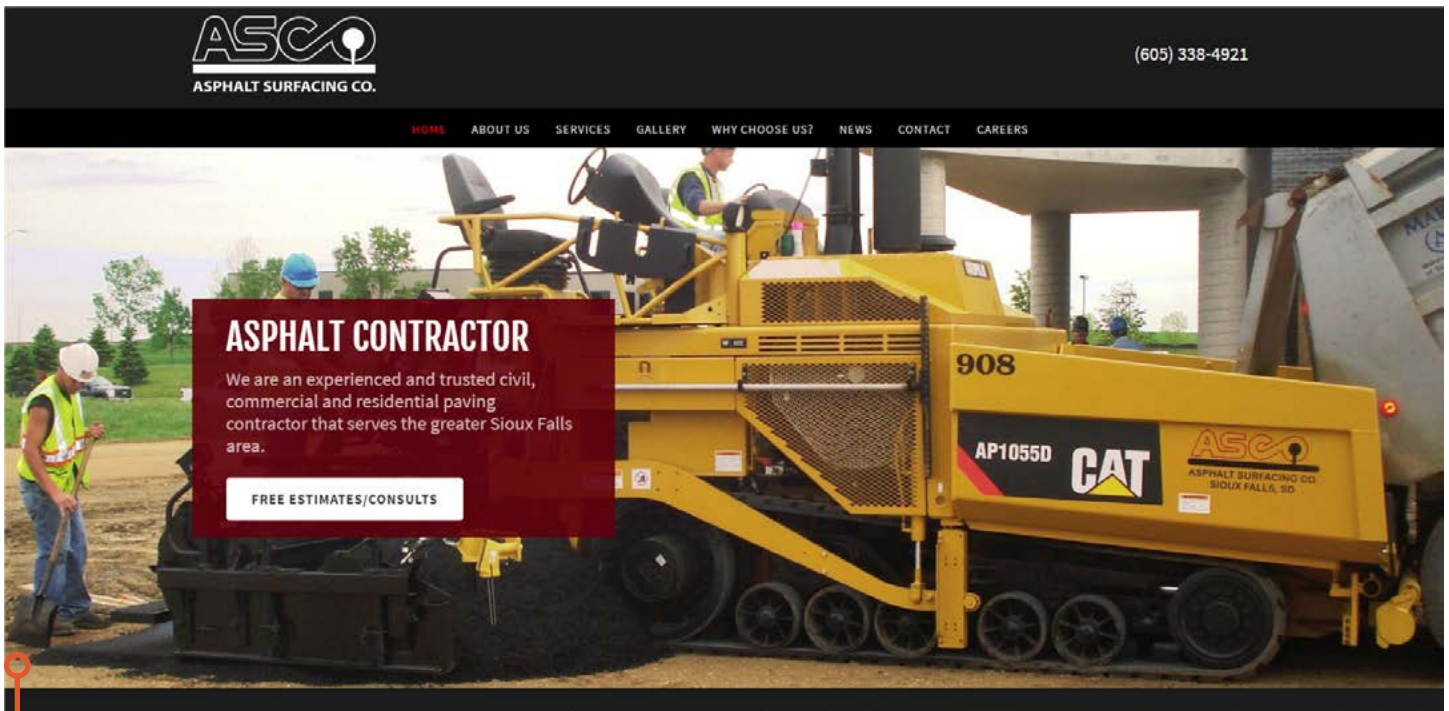 ASCO
ASPHALT SURFACING CO.
(605) 338-4921
HOME ABOUT US SERVICES GALLERY WHY CHOOSE US? NEWS CONTACT CAREERS
ASPHALT CONTRACTOR
We are an experienced and trusted civil,
commercial and residential paving
contractor that serves the greater Sioux Falls
area.
FREE ESTIMATES/CONSULTS
908
AP1055D
CAT
ASCO
ASPHALT SURFACING CO.
SIOUX FALLS, SD